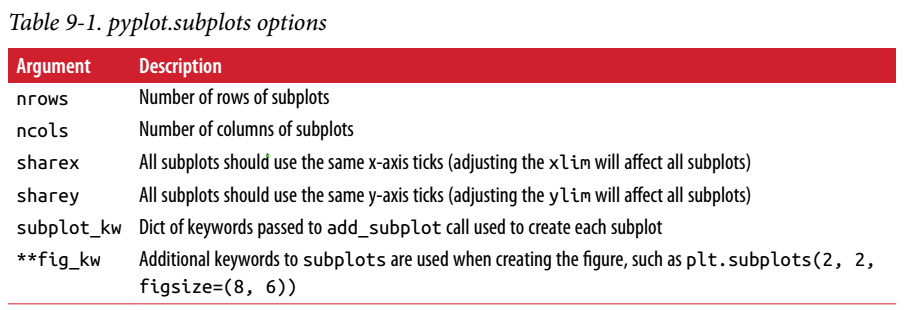 Table 9-1. pyplot.subplots options
Argument Description
nrows Number of rows of subplots
ncols Number of columns of subplots
sharex All subplots should use the same x-axis ticks (adjusting the xlim will affect all subplots)
sharey All subplots should use the same y-axis ticks (adjusting the ylim will affect all subplots)
subplot_kw Dict of keywords passed to add_subplot call used to create each subplot
**fig_kw Additional keywords to subplots are used when creating the figure, such as plt.subplots(2, 2,
figsize=(8, 6))